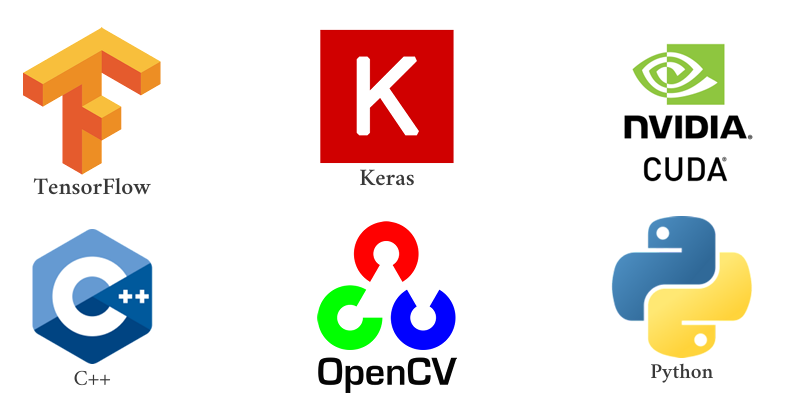 TensorFlow
K
Keras
NVIDIA.
CUDA®
C++
C++
OpenCV
Python